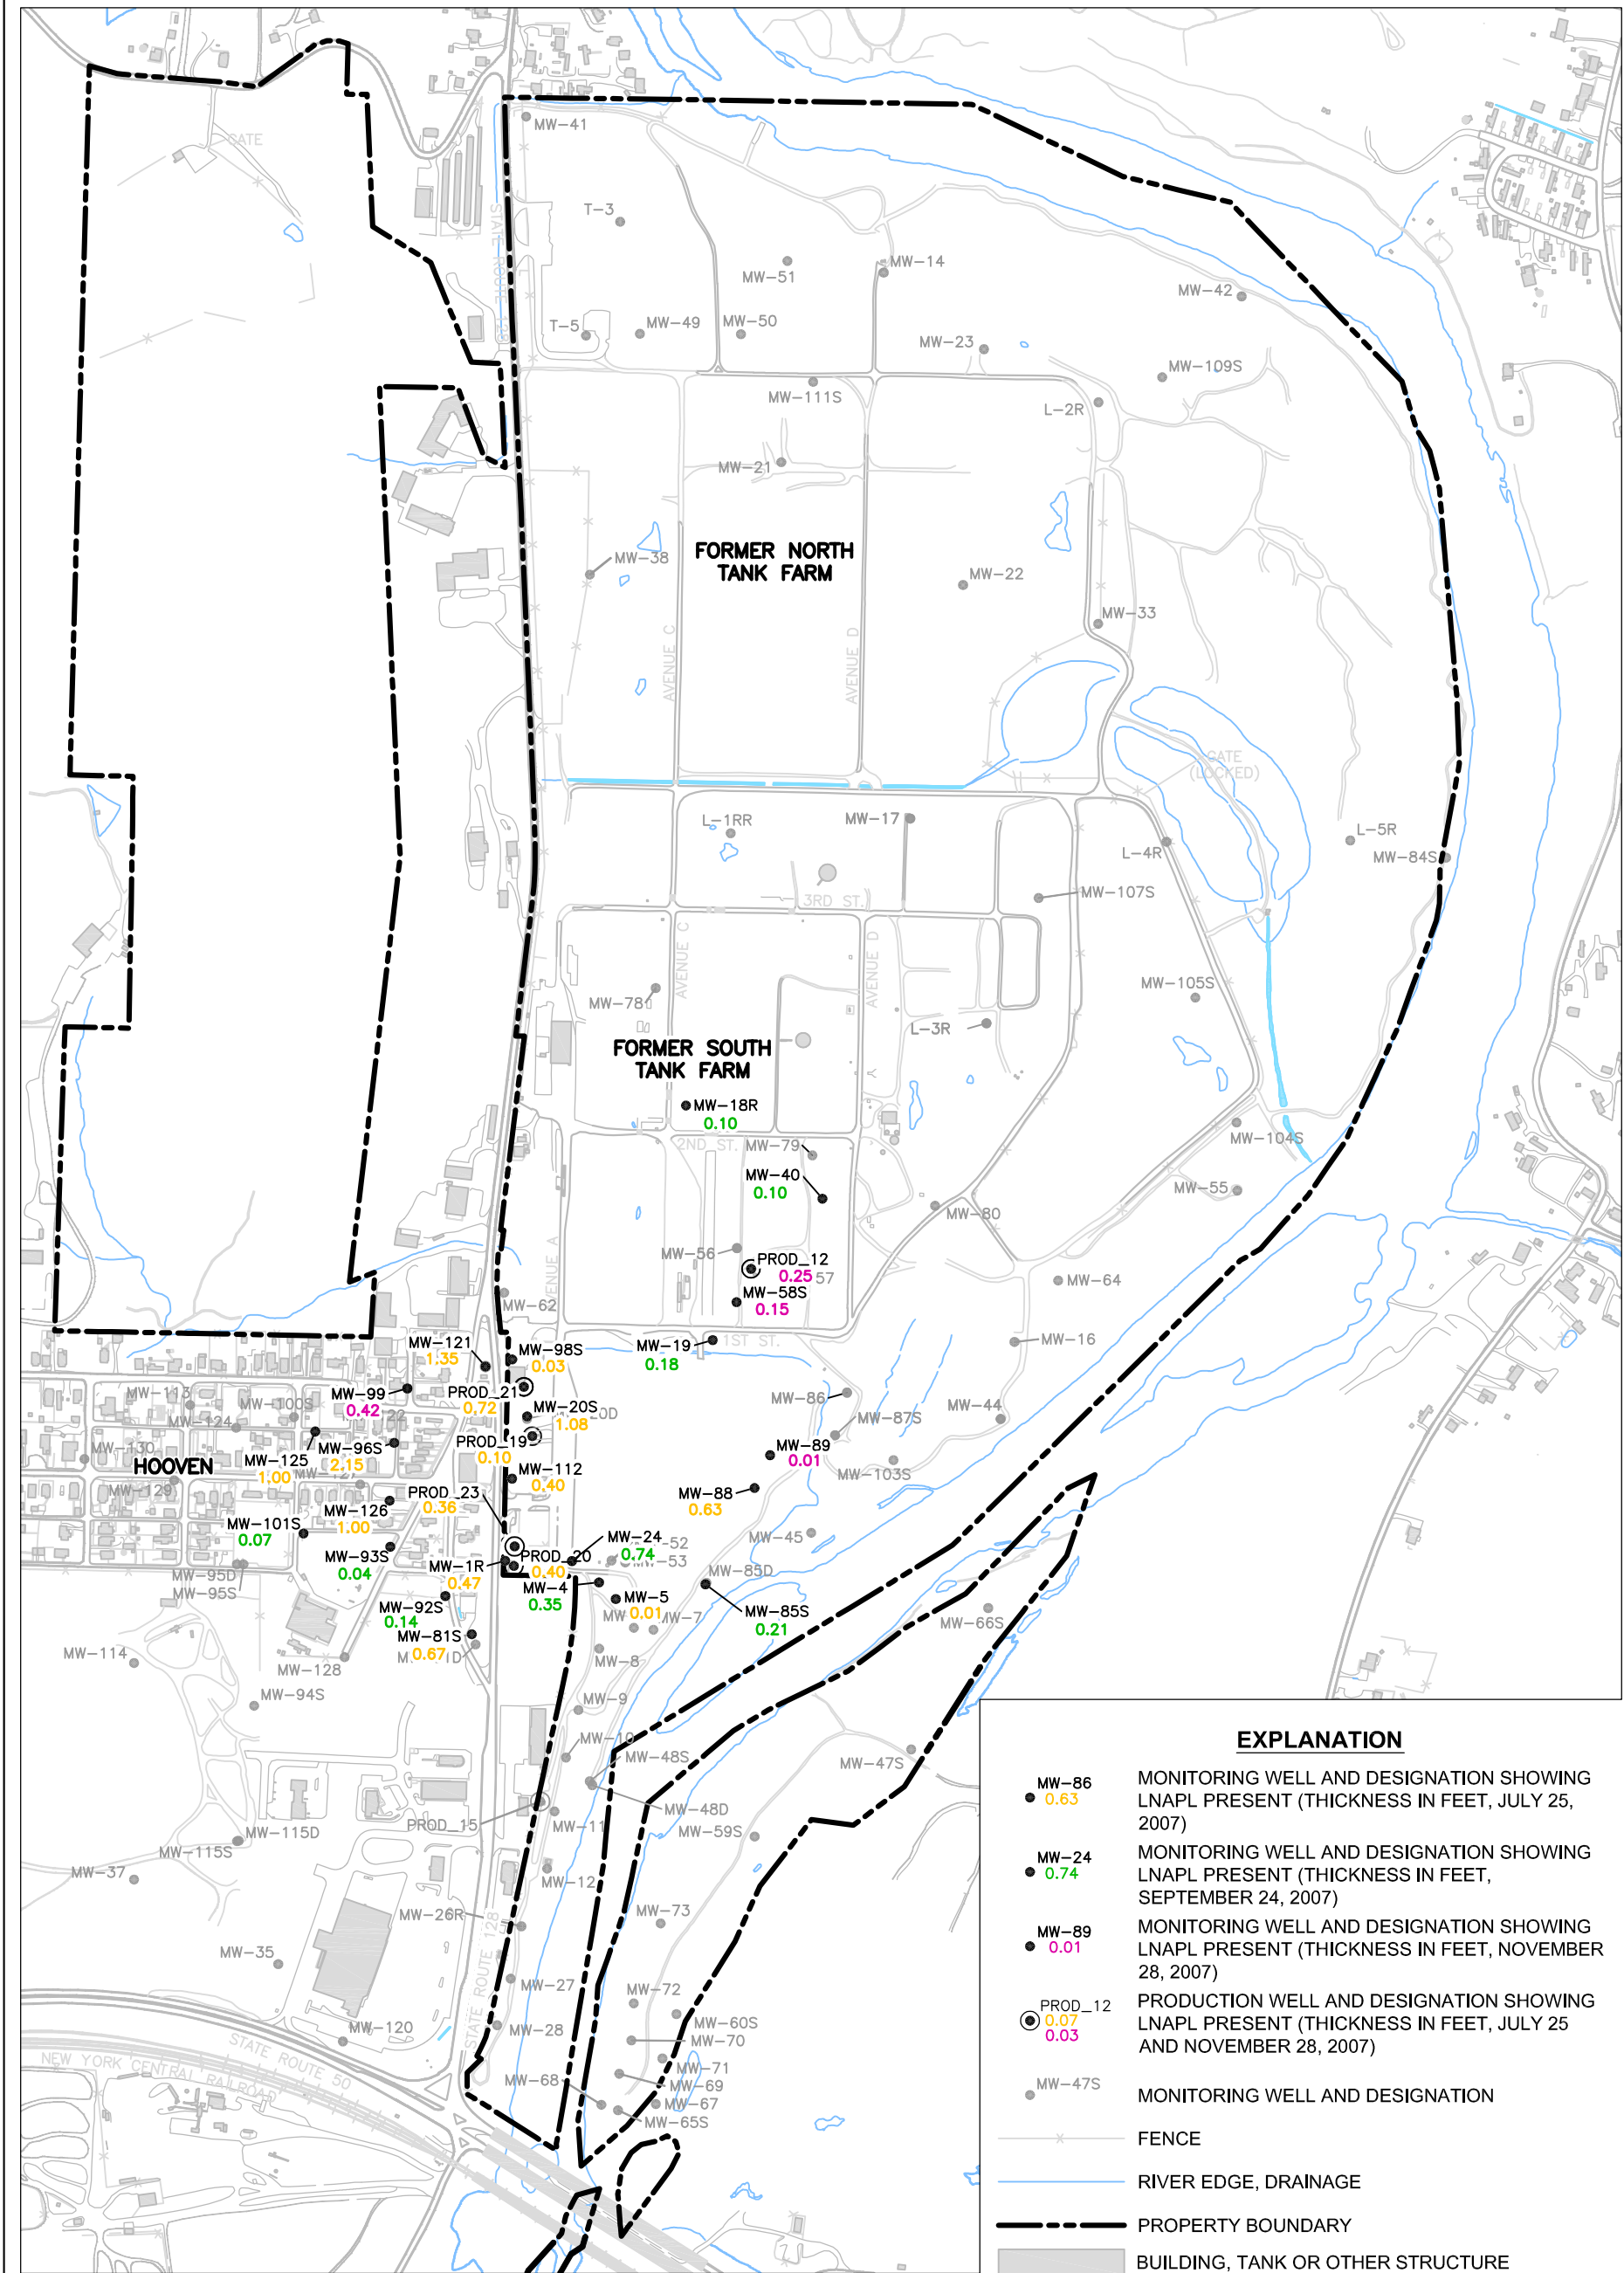 GATE
MW-41
T-3
STATE ROUTE 128
MW-51
MW-14
MW-42
T-5
MW-49
MW-50
MW-23
MW-109S
MW-111S
L-2R
MW-21
FORMER NORTH
TANK FARM
MW-38
MW-22
MW-33
AVENUE C
AVENUE D
GATE
(LOCKED)
L-1RR
MW-17
L-4R
L-5R
MW-84S
MW-107S
3RD ST.
AVENUE C
AVENUE D
MW-78
MW-105S
L-3R
FORMER SOUTH
TANK FARM
MW-18R
0.10
2ND ST.
MW-79
MW-104S
MW-40
0.10
MW-55
MW-80
MW-56
PROD_12
0.25
57
MW-64
MW-62
AVENUE A
MW-58S
0.15
MW-121
1.35
MW-98S
0.03
MW-19
0.18
1ST ST.
MW-16
MW-113
MW-99
0.42
PROD_21
0.72
MW-86
MW-100S
MW-124
MW-20S
1.08
MW-44
MW-87S
MW-130
HOOVEN
MW-125
1.00
MW-96S
2.15
PROD_19
0.10
MW-89
0.01
MW-103S
MW-129
MW-112
0.40
MW-88
0.63
PROD_23
0.36
MW-126
1.00
MW-101S
0.07
MW-45
MW-24
0.74
MW-93S
0.04
MW-1R
0.47
PROD_20
0.40
MW-53
MW-85D
MW-95D
MW-95S
MW-4
0.35
MW-5
0.01
MW-7
MW-85S
0.21
MW-92S
0.14
MW-66S
MW-81S
0.67
MW-114
MW-128
MW-8
MW-94S
MW-9
MW-10
MW-48S
MW-47S
MW-48D
PROD_15
MW-11
MW-59S
MW-115D
MW-115S
MW-37
MW-12
MW-26R
MW-73
STATE ROUTE 128
MW-35
MW-27
MW-72
MW-60S
MW-28
MW-70
MW-120
MW-71
MW-69
MW-68
MW-67
MW-65S
STATE ROUTE 50
NEW YORK CENTRAL RAILROAD
EXPLANATION
MW-86
0.63
MONITORING WELL AND DESIGNATION SHOWING
LNAPL PRESENT (THICKNESS IN FEET, JULY 25,
2007)
MW-24
0.74
MONITORING WELL AND DESIGNATION SHOWING
LNAPL PRESENT (THICKNESS IN FEET,
SEPTEMBER 24, 2007)
MW-89
0.01
MONITORING WELL AND DESIGNATION SHOWING
LNAPL PRESENT (THICKNESS IN FEET, NOVEMBER
28, 2007)
PROD_12
0.07
0.03
PRODUCTION WELL AND DESIGNATION SHOWING
LNAPL PRESENT (THICKNESS IN FEET, JULY 25
AND NOVEMBER 28, 2007)
MW-47S
MONITORING WELL AND DESIGNATION
FENCE
RIVER EDGE, DRAINAGE
PROPERTY BOUNDARY
BUILDING, TANK OR OTHER STRUCTURE